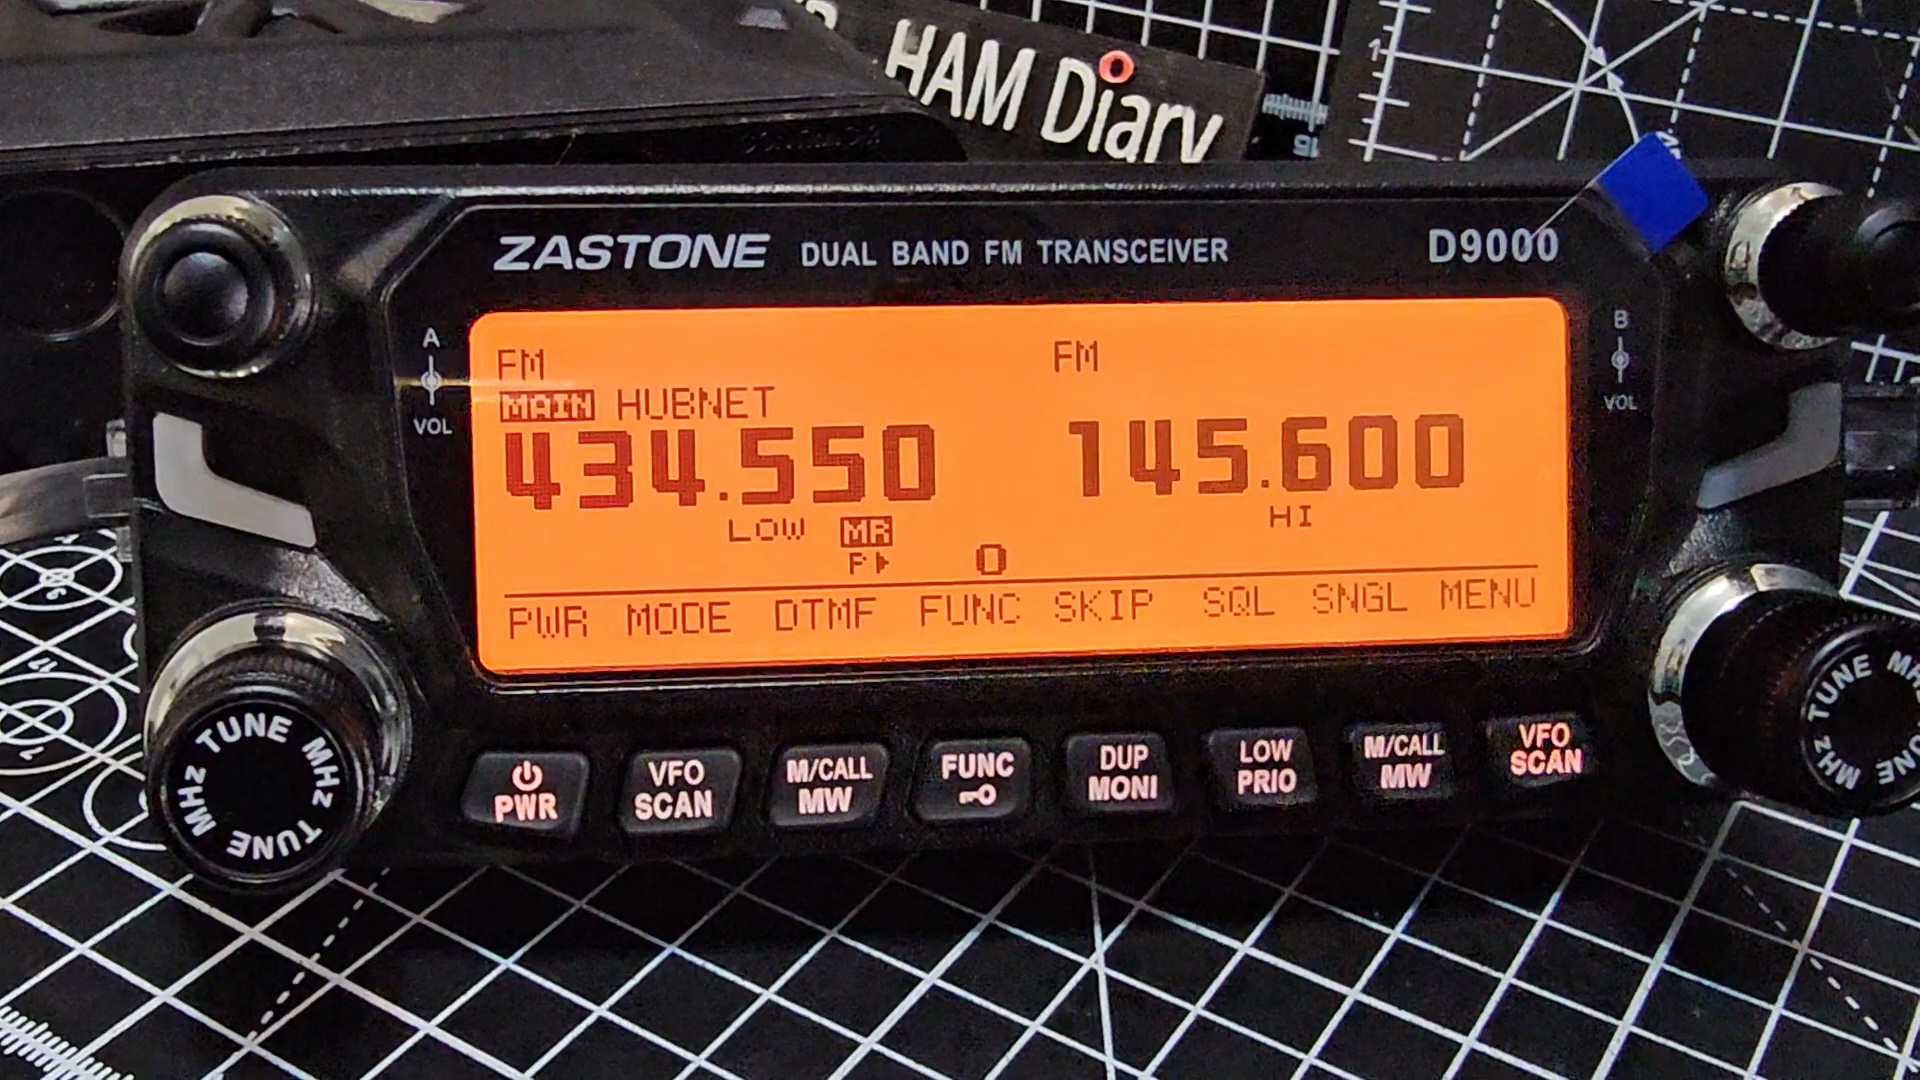 HAM Diary
ZASTONE DUAL BAND FM TRANSCEIVER D9000
A
VOL
B
VOL
FM FM
MAIN HUBNET
434.550 145.600
LOW MR HI
P 0
PWR MODE DTMF FUNC SKIP SQL SNGL MENU
PWR
VFO
SCAN
M/CALL
MW
FUNC
DUP
MONI
LOW
PRIO
M/CALL
MW
VFO
SCAN
TUNE MHz TUNE MHz
TUNE MHz